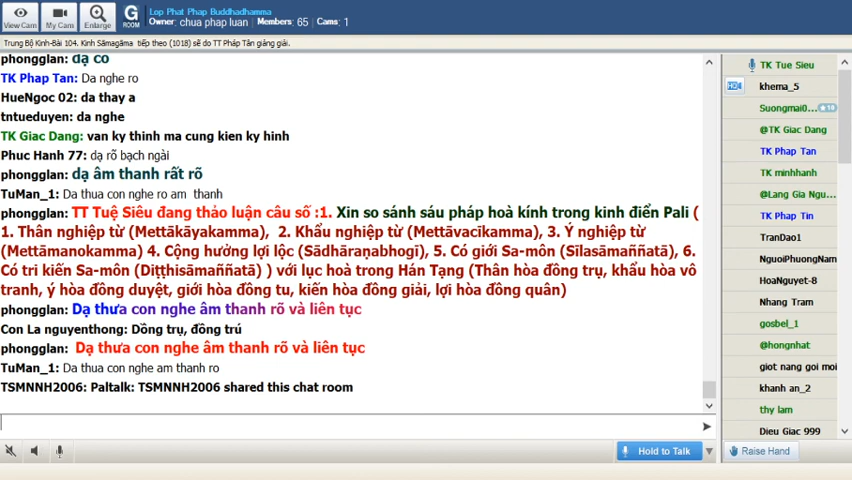 Lop Phat Phap Buddhadhamma
Owner: chua phap luan Members: 65 Cams: 1
View Cam
My Cams
Enlarge
G
ROOM
Trung Bộ Kinh-Bài 104. Kinh Sāmagāma tiếp theo (1018) sẽ do TT Pháp Tân giảng giải.
phongglan: dạ có
TK Phap Tan: Da nghe ro
HueNgoc 02: da thay a
tntueduyen: da nghe
TK Giac Dang: van ky thinh ma cung kien ky hinh
Phuc Hanh 77: dạ rõ bạch ngài
phongglan: dạ âm thanh rất rõ
TuMan_1: Da thua con nghe ro am thanh
phongglan: TT Tuệ Siêu đang thảo luận câu số :1. Xin so sánh sáu pháp hoà kính trong kinh điển Pali (
1. Thân nghiệp từ (Mettākāyakamma), 2. Khẩu nghiệp từ (Mettāvacīkamma), 3. Ý nghiệp từ
(Mettāmanokamma) 4. Cộng hưởng lợi lộc (Sādhāraṇabhogī), 5. Có giới Sa-môn (Sīlasāmaññatā), 6.
Có tri kiến Sa-môn (Diṭṭhisāmaññatā) ) với lục hoà trong Hán Tạng (Thân hòa đồng trụ, khẩu hòa vô
tranh, ý hòa đồng duyệt, giới hòa đồng tu, kiến hòa đồng giải, lợi hòa đồng quân)
phongglan: Dạ thưa con nghe âm thanh rõ và liên tục
Con La nguyenthong: Dồng trụ, đồng trú
phongglan: Dạ thưa con nghe âm thanh rõ và liên tục
TuMan_1: Da thua con nghe am thanh ro
TSMNNH2006: Paltalk: TSMNNH2006 shared this chat room
TK Tue Sieu
khema_5
Suongmai0...
@TK Giac Dang
TK Phap Tan
TK minhhanh
@Lang Gia Ngu...
TK Phap Tin
TranDao1
NguoiPhuongNam
HoaNguyet-8
Nhang Tram
gosbel_1
@hongnhat
giot nang goi moi
khanh an_2
thy lam
Dieu Giac 999
Hold to Talk
Raise Hand